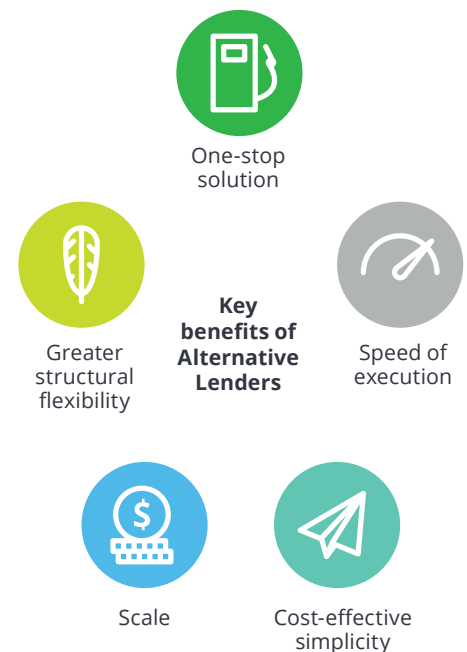 One-stop
solution
Greater
structural
flexibility
Key
benefits of
Alternative
Lenders
Speed of
execution
$
Scale
Cost-effective
simplicity